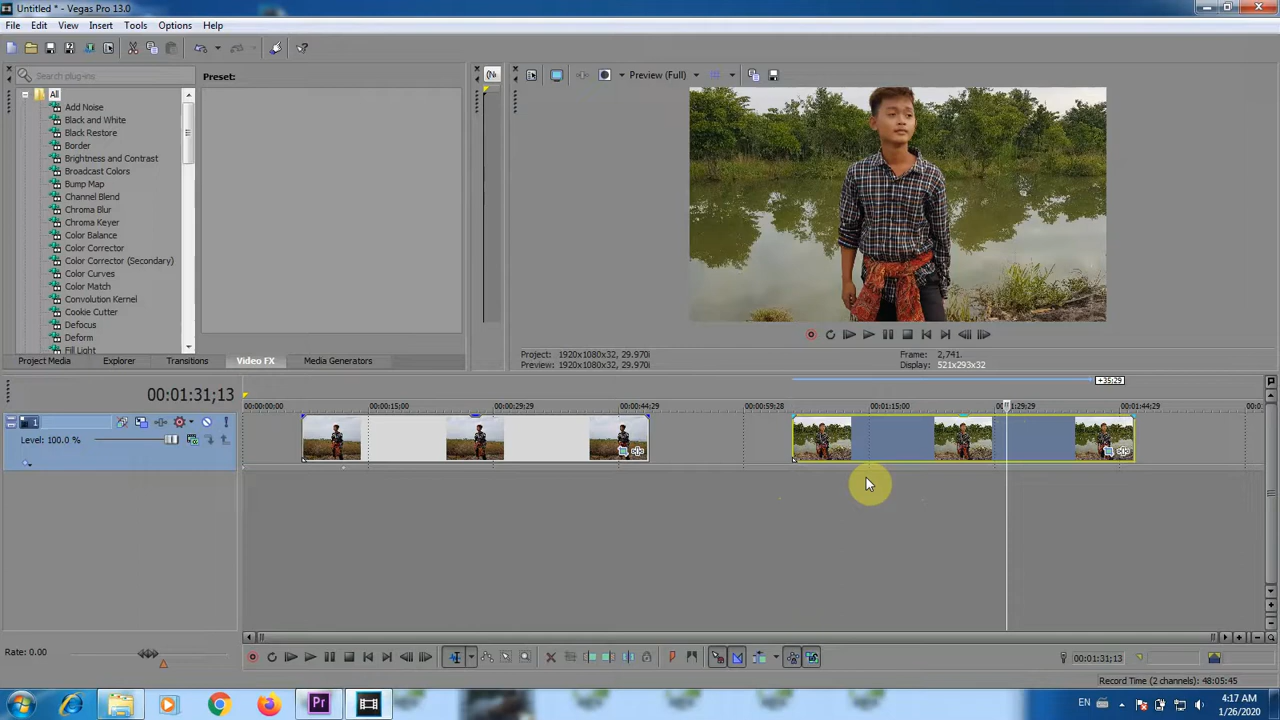 Untitled * - Vegas Pro 13.0
File Edit View Insert Tools Options Help
Search plug-ins
Preset:
Preview (Full)
All
Add Noise
Black and White
Black Restore
Border
Brightness and Contrast
Broadcast Colors
Bump Map
Channel Blend
Chroma Blur
Chroma Keyer
Color Balance
Color Corrector
Color Corrector (Secondary)
Color Curves
Color Match
Convolution Kernel
Cookie Cutter
Defocus
Deform
Fill Light
Project Media Explorer Transitions Video FX Media Generators
Project: 1920x1080x32, 29.970i
Preview: 1920x1080x32, 29.970i
Frame: 2,741
Display: 521x293x32
00:01:31;13
+35;29
00:00:00;00 00:00:15;00 00:00:29;29 00:00:44;29 00:00:59;28 00:01:15;00 00:01:29;29 00:01:44;29
1
Level: 100.0 %
Rate: 0.00
00:01:31;13
Record Time (2 channels): 48:05:45
EN
4:17 AM
1/26/2020